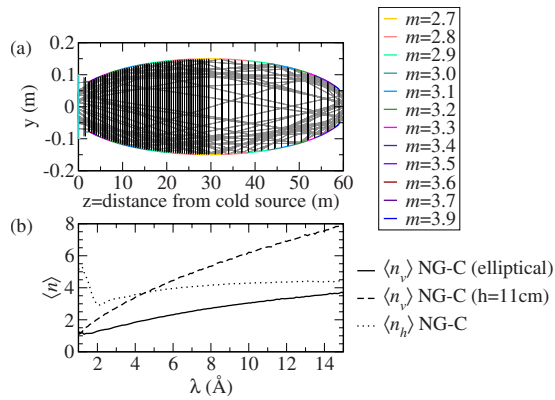 (a)
y (m)
0.2
0.1
0
-0.1
-0.2
0 10 20 30 40 50 60
z=distance from cold source (m)
m=2.7
m=2.8
m=2.9
m=3.0
m=3.1
m=3.2
m=3.3
m=3.4
m=3.5
m=3.6
m=3.7
m=3.9
(b)
⟨n⟩
8
6
4
2
0
2 4 6 8 10 12 14
λ (Å)
⟨nᵥ⟩ NG-C (elliptical)
⟨nᵥ⟩ NG-C (h=11cm)
⟨nₕ⟩ NG-C